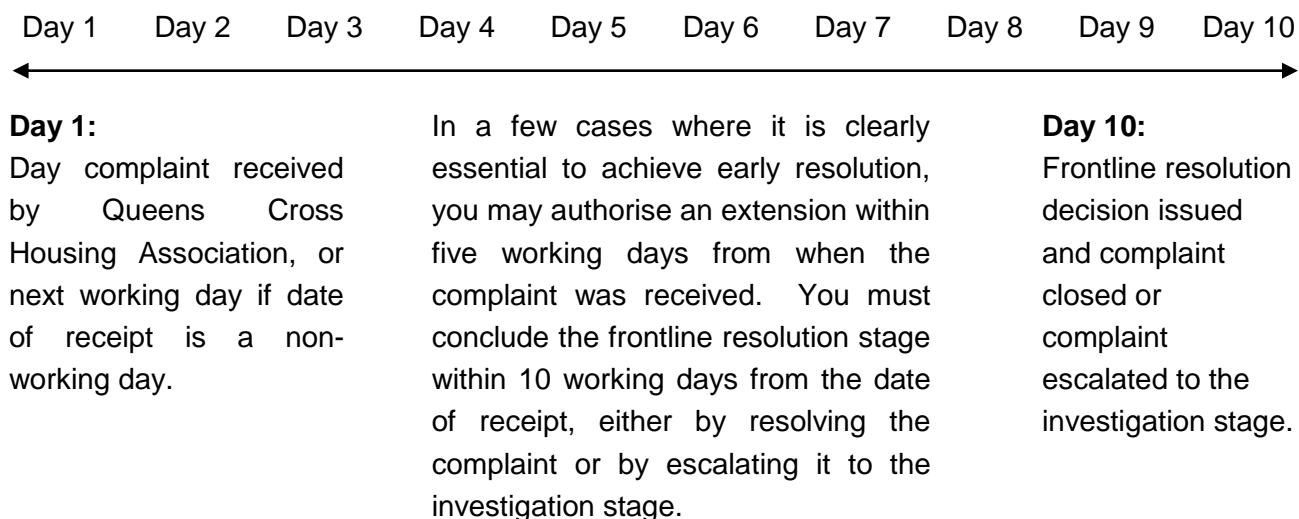 Day 1 Day 2 Day 3 Day 4 Day 5 Day 6 Day 7 Day 8 Day 9 Day 10
Day 1:
Day complaint received
by Queens Cross
Housing Association, or
next working day if date
of receipt is a non-
working day.
In a few cases where it is clearly
essential to achieve early resolution,
you may authorise an extension within
five working days from when the
complaint was received. You must
conclude the frontline resolution stage
within 10 working days from the date
of receipt, either by resolving the
complaint or by escalating it to the
investigation stage.
Day 10:
Frontline resolution
decision issued
and complaint
closed or
complaint
escalated to the
investigation stage.